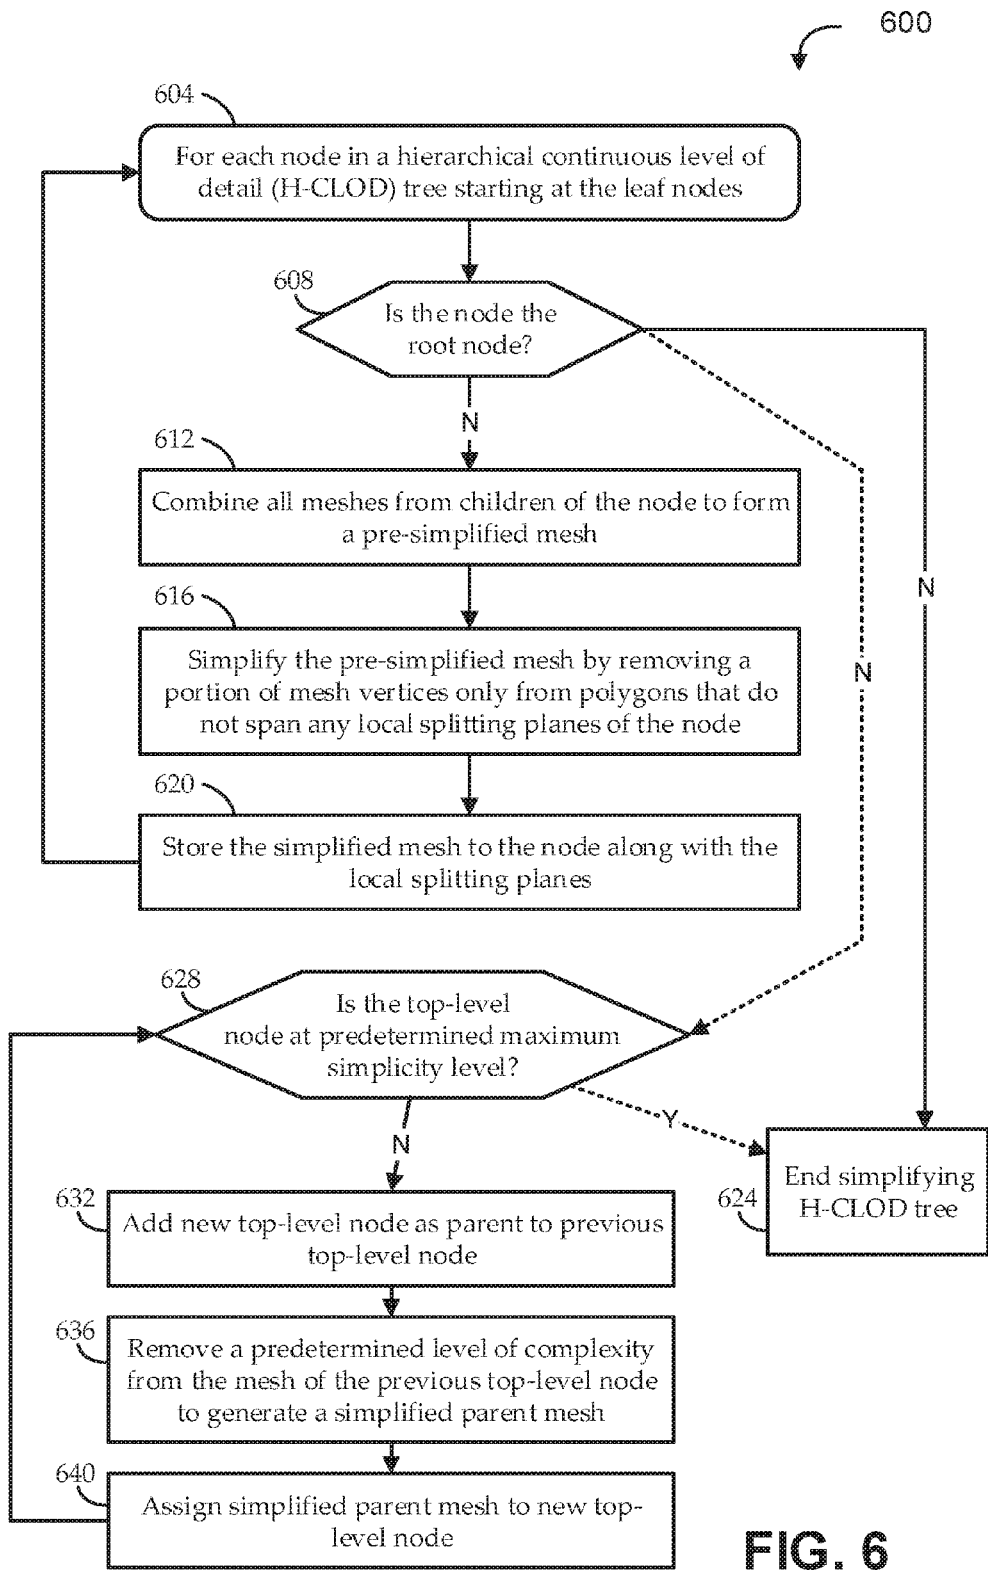 600
604
For each node in a hierarchical continuous level of
detail (H-CLOD) tree starting at the leaf nodes
608
Is the node the
root node?
N
612
Combine all meshes from children of the node to form
a pre-simplified mesh
N
616
Simplify the pre-simplified mesh by removing a
portion of mesh vertices only from polygons that do
not span any local splitting planes of the node
N
620
Store the simplified mesh to the node along with the
local splitting planes
628
Is the top-level
node at predetermined maximum
simplicity level?
Y
N
End simplifying
H-CLOD tree
624
632
Add new top-level node as parent to previous
top-level node
636
Remove a predetermined level of complexity
from the mesh of the previous top-level node
to generate a simplified parent mesh
640
Assign simplified parent mesh to new top-
level node
FIG. 6